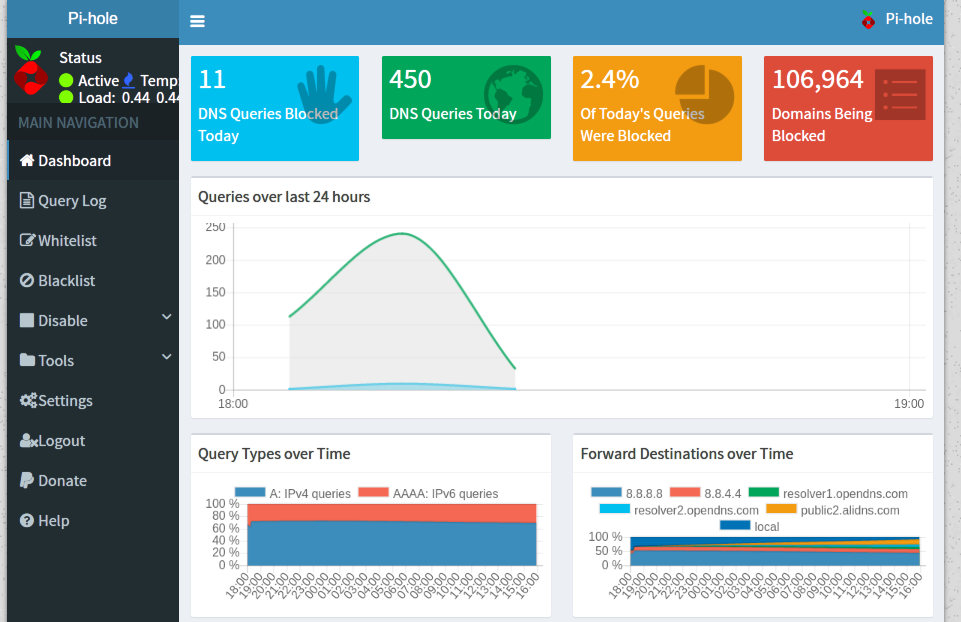 Pi-hole
Pi-hole
Status
Active Temp
Load: 0.44 0.44
MAIN NAVIGATION
Dashboard
Query Log
Whitelist
Blacklist
Disable
Tools
Settings
Logout
Donate
Help
11
DNS Queries Blocked
Today
450
DNS Queries Today
2.4%
Of Today's Queries
Were Blocked
106,964
Domains Being
Blocked
Queries over last 24 hours
250
200
150
100
50
0
18:00 19:00
Query Types over Time
A: IPv4 queries AAAA: IPv6 queries
100 %
80 %
60 %
40 %
20 %
0 %
18:00 19:00 20:00 21:00 22:00 23:00 00:00 01:00 02:00 03:00 04:00 05:00 06:00 07:00 08:00 09:00 10:00 11:00 12:00 13:00 14:00 15:00 16:00
Forward Destinations over Time
8.8.8.8 8.8.4.4 resolver1.opendns.com
resolver2.opendns.com public2.alidns.com
local
100 %
50 %
0 %
18:00 19:00 20:00 21:00 22:00 23:00 00:00 01:00 02:00 03:00 04:00 05:00 06:00 07:00 08:00 09:00 10:00 11:00 12:00 13:00 14:00 15:00 16:00